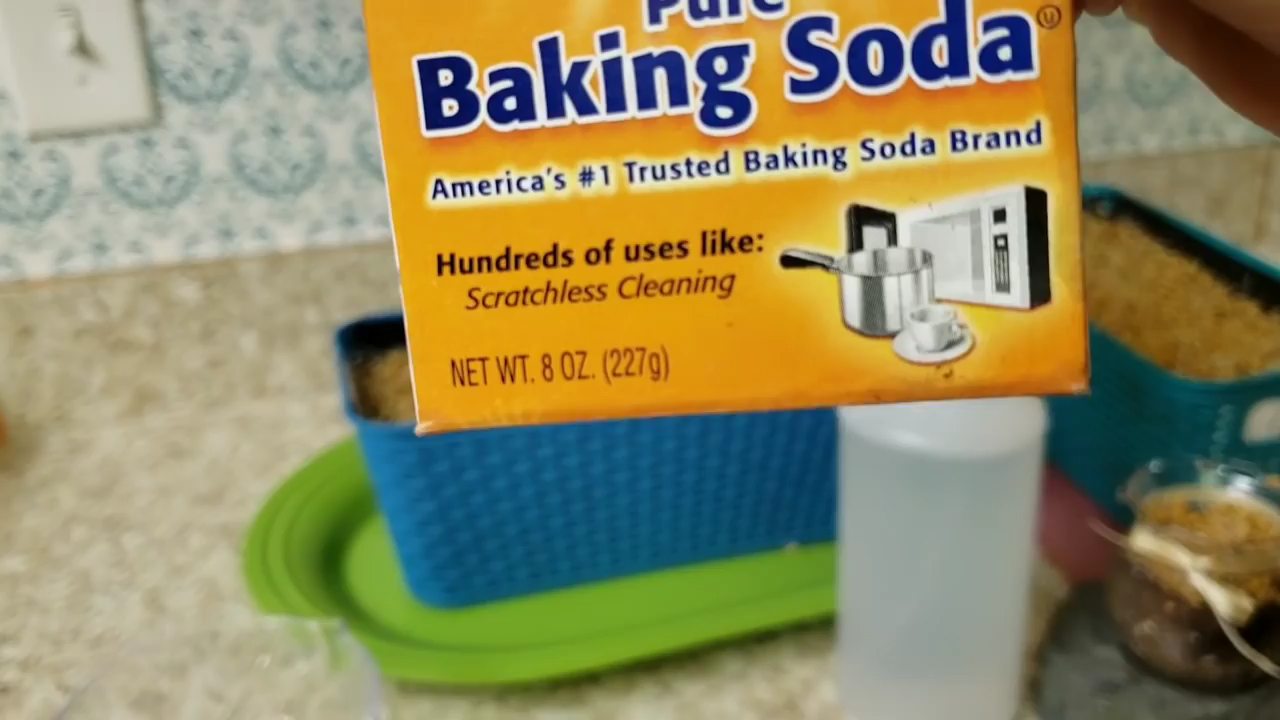 Pure
Baking Soda Ⓤ
America's #1 Trusted Baking Soda Brand
Hundreds of uses like:
Scratchless Cleaning
NET WT. 8 OZ. (227g)